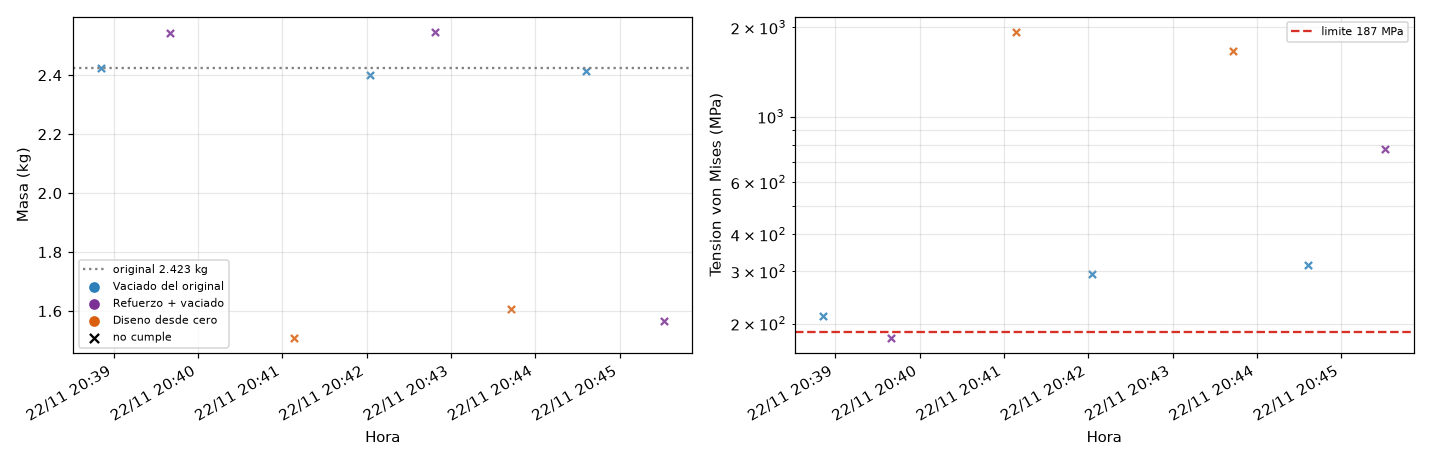 Masa (kg)
2.4
2.2
2.0
1.8
1.6
original 2.423 kg
Vaciado del original
Refuerzo + vaciado
Diseno desde cero
no cumple
22/11 20:39
22/11 20:40
22/11 20:41
22/11 20:42
22/11 20:43
22/11 20:44
22/11 20:45
Hora
Tension von Mises (MPa)
2 × 10³
10³
6 × 10²
4 × 10²
3 × 10²
2 × 10²
limite 187 MPa
22/11 20:39
22/11 20:40
22/11 20:41
22/11 20:42
22/11 20:43
22/11 20:44
22/11 20:45
Hora